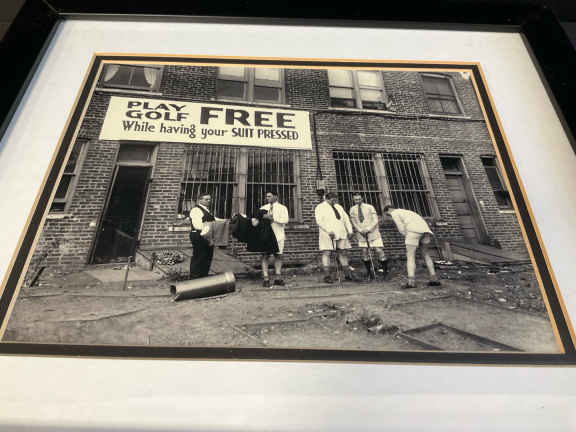 PLAY GOLF FREE
While having your SUIT PRESSED